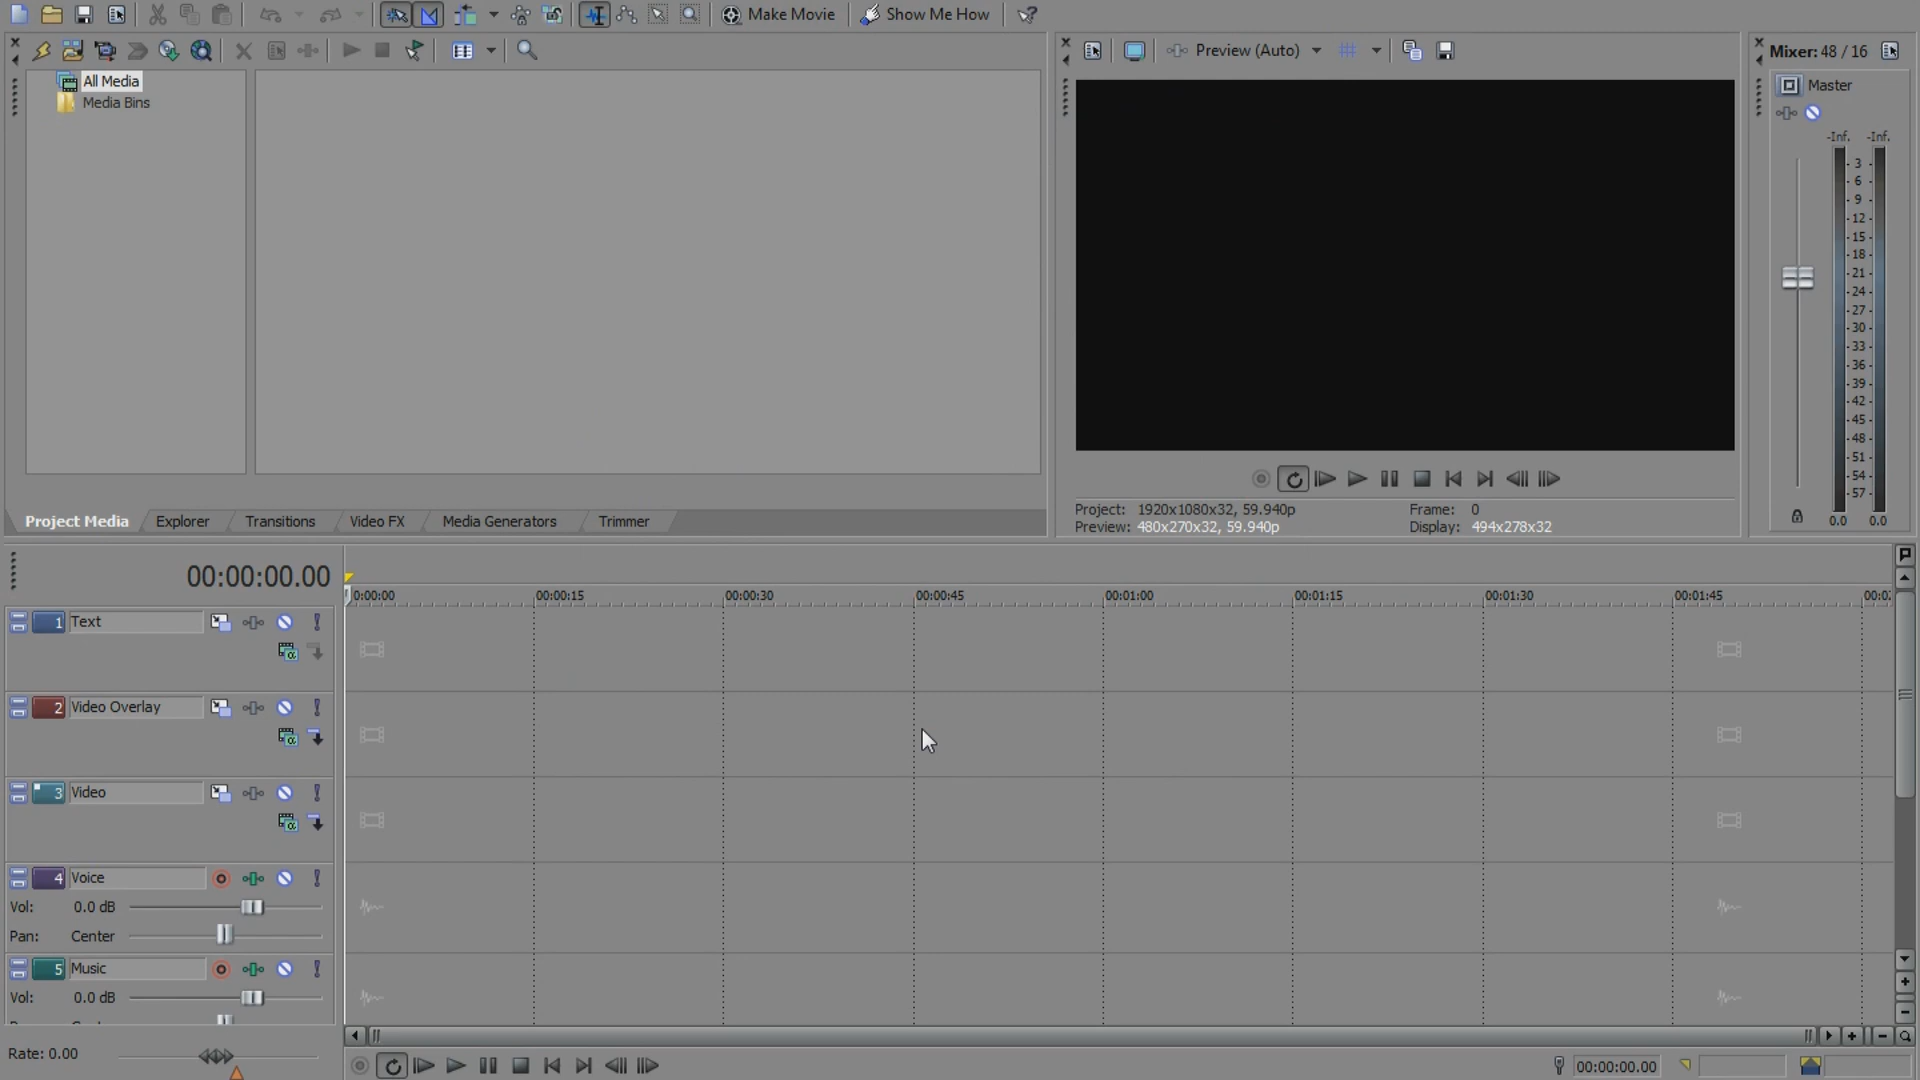 Make Movie
Show Me How
All Media
Media Bins
Preview (Auto)
Mixer: 48 / 16
Master
-Inf. -Inf.
3
6
9
12
15
18
21
24
27
30
33
36
39
42
45
48
51
54
57
0.0 0.0
Project: 1920x1080x32, 59.940p
Frame: 0
Preview: 480x270x32, 59.940p
Display: 494x278x32
Project Media
Explorer
Transitions
Video FX
Media Generators
Trimmer
00:00:00.00
0:00:00
00:00:15
00:00:30
00:00:45
00:01:00
00:01:15
00:01:30
00:01:45
1 Text
2 Video Overlay
3 Video
4 Voice
Vol: 0.0 dB
Pan: Center
5 Music
Vol: 0.0 dB
Rate: 0.00
00:00:00.00